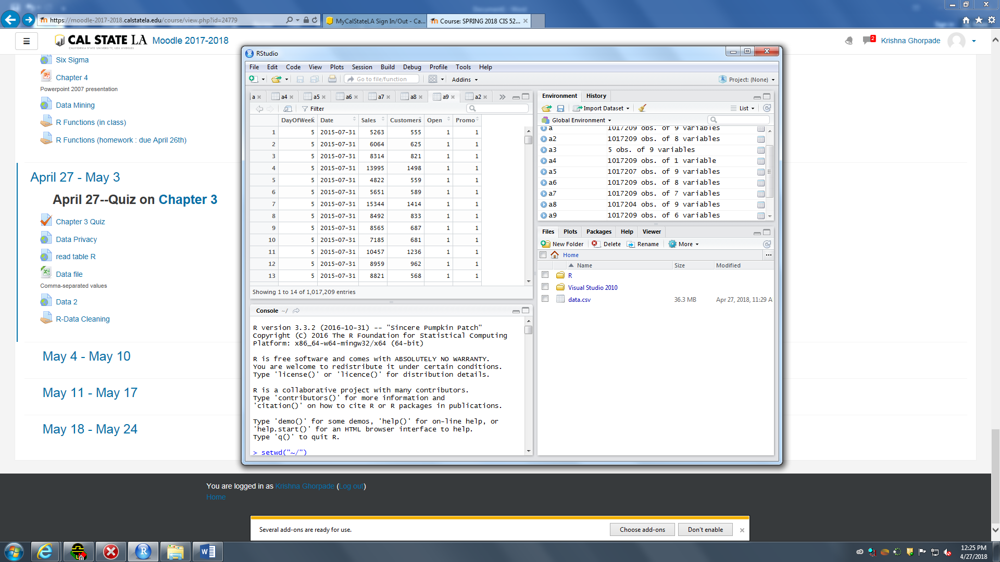 https://moodle-2017-2018.calstatela.edu/course/view.php?id=24779
MyCalStateLA Sign In/Out - Ca...
Course: SPRING 2018 CIS 52...
CAL STATE LA
CALIFORNIA STATE UNIVERSITY, LOS ANGELES
Moodle 2017-2018
2
Krishna Ghorpade
Six Sigma
Chapter 4
Powerpoint 2007 presentation
Data Mining
R Functions (in class)
R Functions (homework : due April 26th)
April 27 - May 3
April 27--Quiz on Chapter 3
Chapter 3 Quiz
Data Privacy
read table R
Data file
Comma-separated values
Data 2
R-Data Cleaning
May 4 - May 10
May 11 - May 17
May 18 - May 24
RStudio
File Edit Code View Plots Session Build Debug Profile Tools Help
Go to file/function
Addins
Project: (None)
a a4 a5 a6 a7 a8 a9 a2
Filter
DayOfWeek Date Sales Customers Open Promo
1 5 2015-07-31 5263 555 1 1
2 5 2015-07-31 6064 625 1 1
3 5 2015-07-31 8314 821 1 1
4 5 2015-07-31 13995 1498 1 1
5 5 2015-07-31 4822 559 1 1
6 5 2015-07-31 5651 589 1 1
7 5 2015-07-31 15344 1414 1 1
8 5 2015-07-31 8492 833 1 1
9 5 2015-07-31 8565 687 1 1
10 5 2015-07-31 7185 681 1 1
11 5 2015-07-31 10457 1236 1 1
12 5 2015-07-31 8959 962 1 1
13 5 2015-07-31 8821 568 1 1
Showing 1 to 14 of 1,017,209 entries
Console ~/
R version 3.3.2 (2016-10-31) -- "Sincere Pumpkin Patch"
Copyright (C) 2016 The R Foundation for Statistical Computing
Platform: x86_64-w64-mingw32/x64 (64-bit)
R is free software and comes with ABSOLUTELY NO WARRANTY.
You are welcome to redistribute it under certain conditions.
Type 'license()' or 'licence()' for distribution details.
R is a collaborative project with many contributors.
Type 'contributors()' for more information and
'citation()' on how to cite R or R packages in publications.
Type 'demo()' for some demos, 'help()' for on-line help, or
'help.start()' for an HTML browser interface to help.
Type 'q()' to quit R.
> setwd("~/")
Environment History
Import Dataset
List
Global Environment
a 1017209 obs. of 9 variables
a2 1017209 obs. of 8 variables
a3 5 obs. of 9 variables
a4 1017209 obs. of 1 variable
a5 1017207 obs. of 9 variables
a6 1017209 obs. of 8 variables
a7 1017209 obs. of 7 variables
a8 1017204 obs. of 9 variables
a9 1017209 obs. of 6 variables
Files Plots Packages Help Viewer
New Folder Delete Rename More
Home
Name Size Modified
R
Visual Studio 2010
data.csv 36.3 MB Apr 27, 2018, 11:29 A
You are logged in as Krishna Ghorpade (Log out)
Home
Several add-ons are ready for use.
Choose add-ons
Don't enable
12:25 PM
4/27/2018